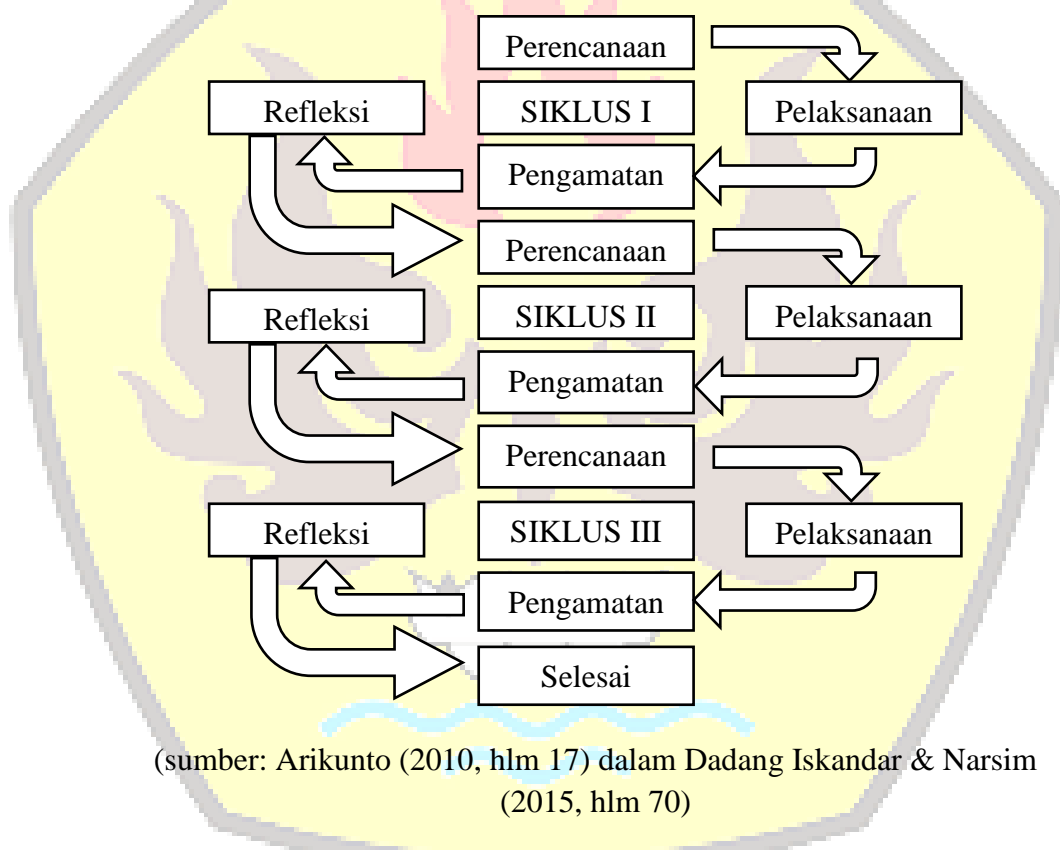 Perencanaan
Refleksi
SIKLUS I
Pelaksanaan
Pengamatan
Perencanaan
Refleksi
SIKLUS II
Pelaksanaan
Pengamatan
Perencanaan
Refleksi
SIKLUS III
Pelaksanaan
Pengamatan
Selesai
(sumber: Arikunto (2010, hlm 17) dalam Dadang Iskandar & Narsim
(2015, hlm 70)